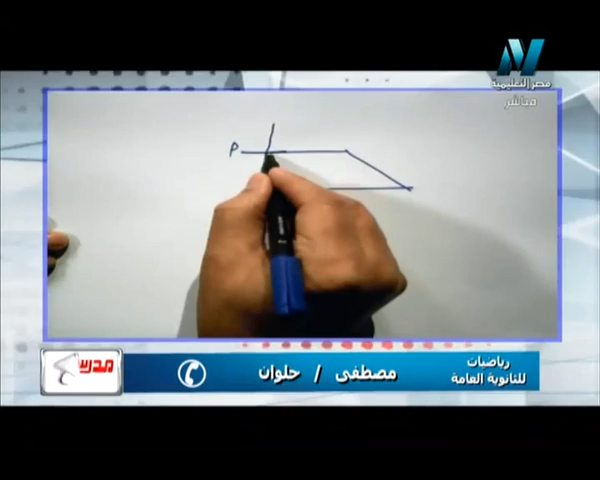 مصر التعليمية
مباشر
م
رياضيات
للثانوية العامة
مصطفى / حلوان
مدرس